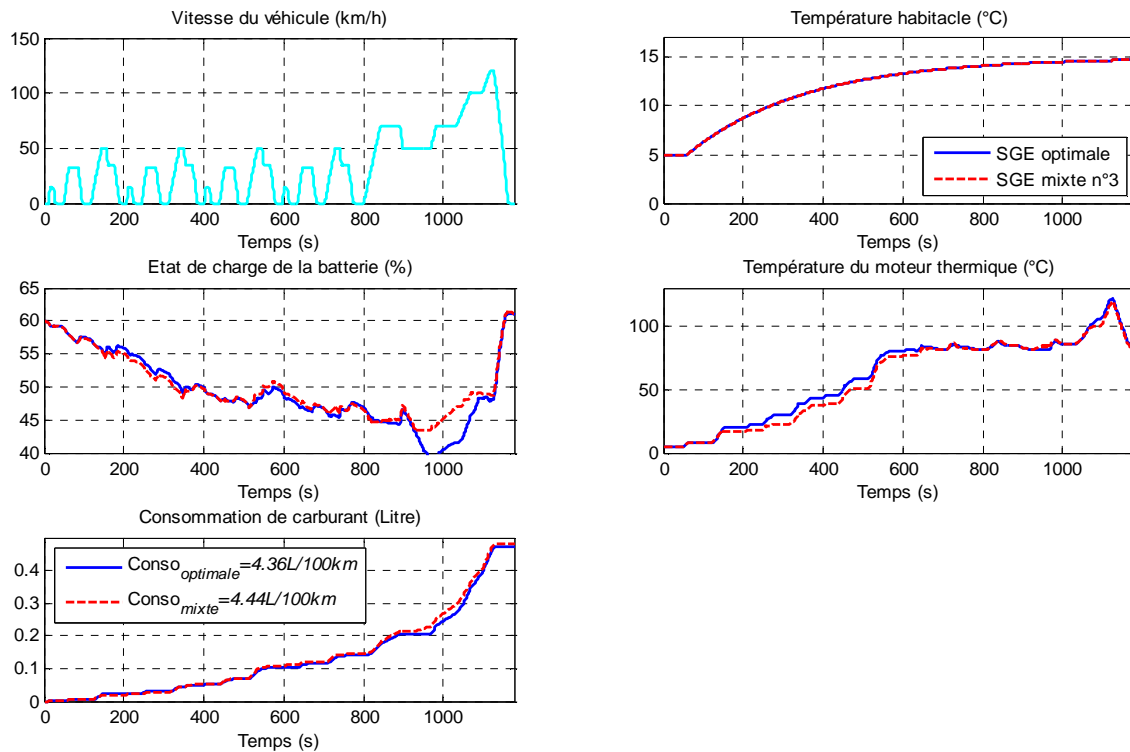 Vitesse du véhicule (km/h)
150
100
50
0
0 200 400 600 800 1000
Temps (s)
Température habitacle (°C)
15
10
5
0
SGE optimale
SGE mixte n°3
0 200 400 600 800 1000
Temps (s)
Etat de charge de la batterie (%)
65
60
55
50
45
40
0 200 400 600 800 1000
Temps (s)
Température du moteur thermique (°C)
100
50
0
0 200 400 600 800 1000
Temps (s)
Consommation de carburant (Litre)
0.4
0.3
0.2
0.1
0
Conso optimale=4.36L/100km
Conso mixte=4.44L/100km
0 200 400 600 800 1000
Temps (s)